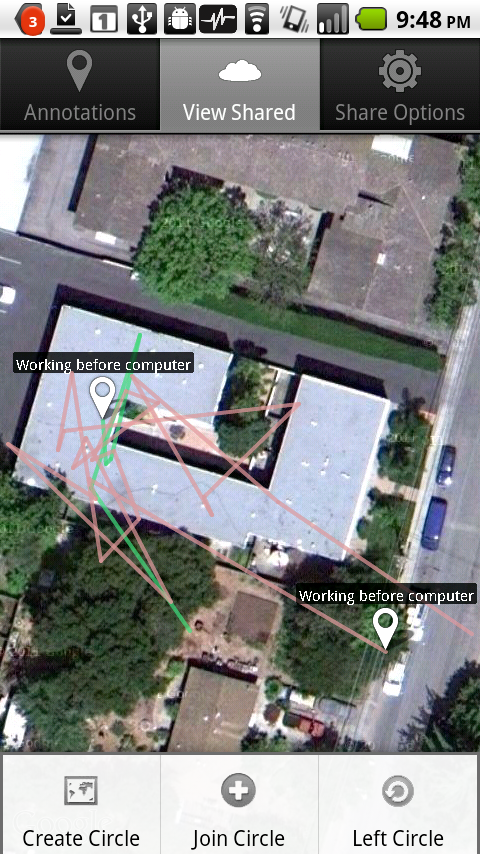 3
1
9:48 PM
Annotations
View Shared
Share Options
Working before computer
Working before computer
Create Circle
Join Circle
Left Circle